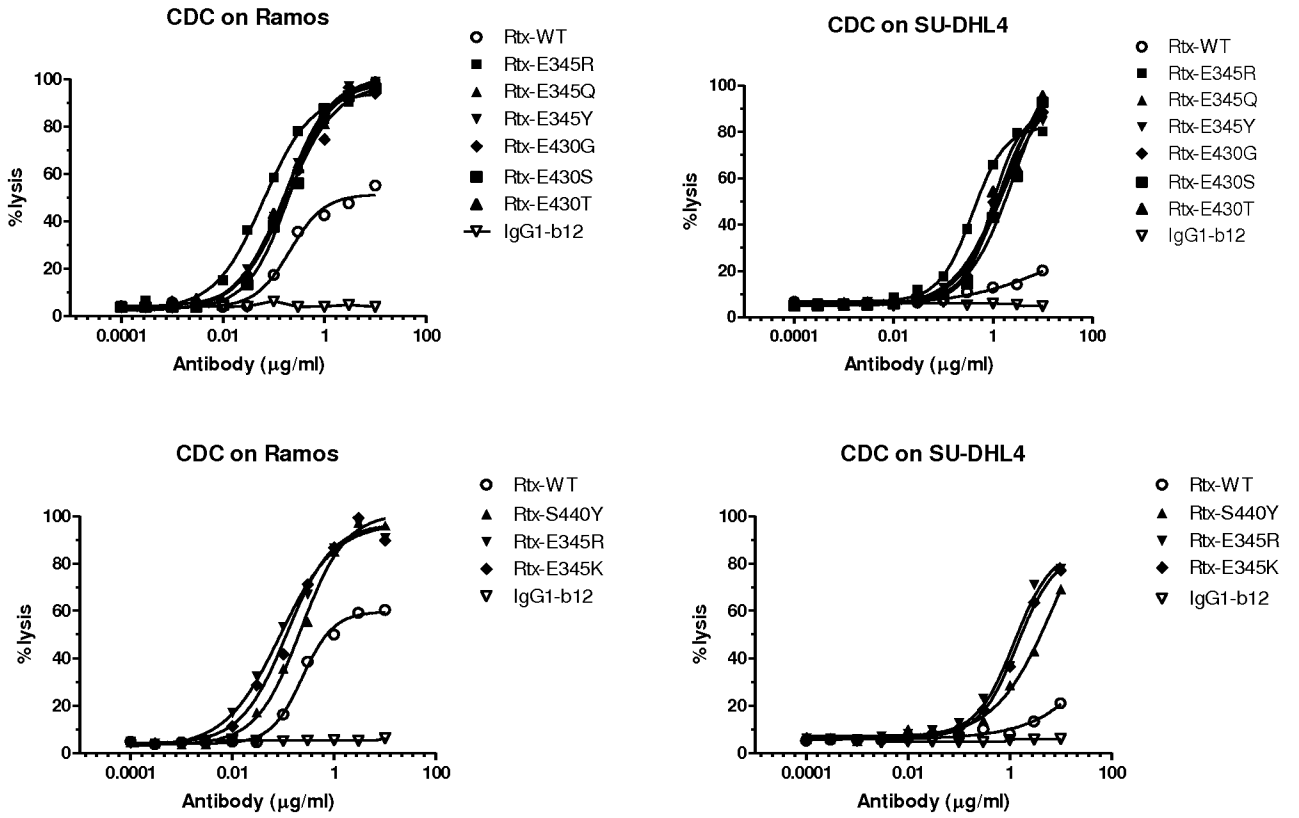 CDC on Ramos
Rtx-WT
Rtx-E345R
Rtx-E345Q
Rtx-E345Y
Rtx-E430G
Rtx-E430S
Rtx-E430T
IgG1-b12
100
80
60
40
20
0
%lysis
0.0001
0.01
1
100
Antibody (µg/ml)
CDC on SU-DHL4
Rtx-WT
Rtx-E345R
Rtx-E345Q
Rtx-E345Y
Rtx-E430G
Rtx-E430S
Rtx-E430T
IgG1-b12
100
80
60
40
20
0
%lysis
0.0001
0.01
1
100
Antibody (µg/ml)
CDC on Ramos
Rtx-WT
Rtx-S440Y
Rtx-E345R
Rtx-E345K
IgG1-b12
100
80
60
40
20
0
%lysis
0.0001
0.01
1
100
Antibody (µg/ml)
CDC on SU-DHL4
Rtx-WT
Rtx-S440Y
Rtx-E345R
Rtx-E345K
IgG1-b12
100
80
60
40
20
0
%lysis
0.0001
0.01
1
100
Antibody (µg/ml)